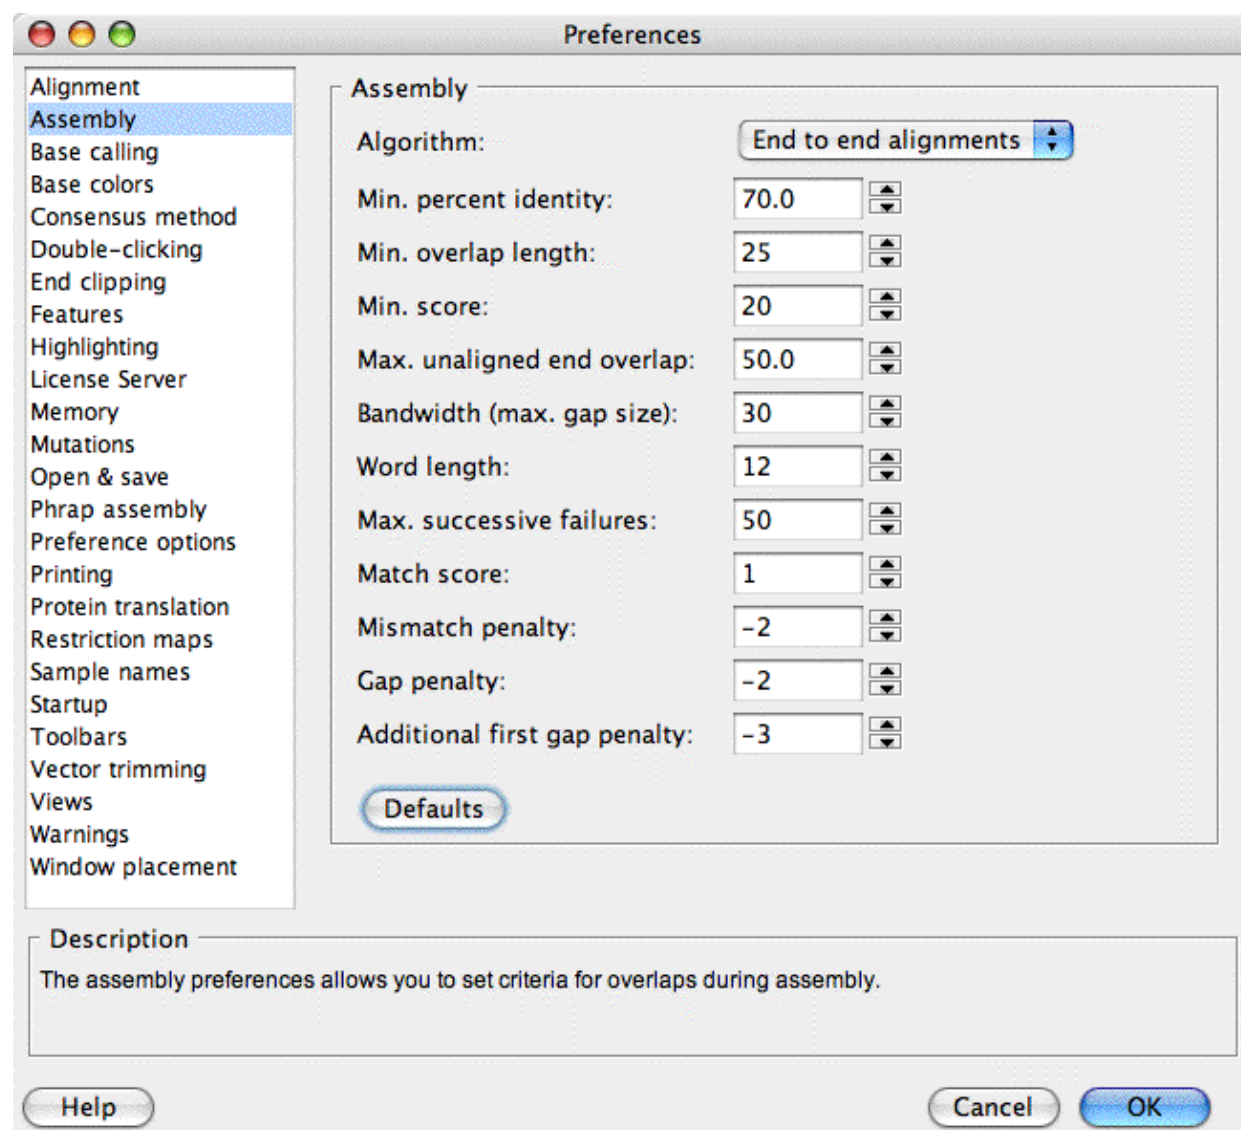 Preferences
Alignment
Assembly
Base calling
Base colors
Consensus method
Double-clicking
End clipping
Features
Highlighting
License Server
Memory
Mutations
Open & save
Phrap assembly
Preference options
Printing
Protein translation
Restriction maps
Sample names
Startup
Toolbars
Vector trimming
Views
Warnings
Window placement
Assembly
Algorithm: End to end alignments
Min. percent identity: 70.0
Min. overlap length: 25
Min. score: 20
Max. unaligned end overlap: 50.0
Bandwidth (max. gap size): 30
Word length: 12
Max. successive failures: 50
Match score: 1
Mismatch penalty: -2
Gap penalty: -2
Additional first gap penalty: -3
Defaults
Description
The assembly preferences allows you to set criteria for overlaps during assembly.
Help Cancel OK